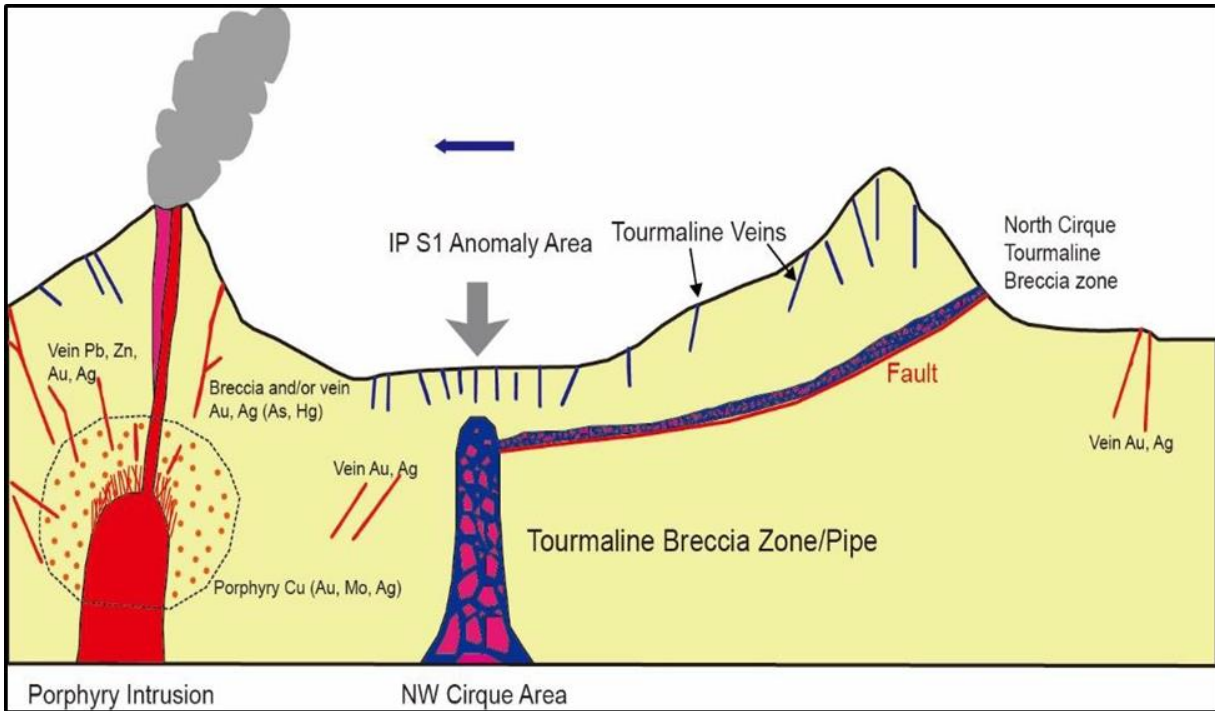 IP S1 Anomaly Area
Tourmaline Veins
North Cirque
Tourmaline
Breccia zone
Vein Pb, Zn,
Au, Ag
Breccia and/or vein
Au, Ag (As, Hg)
Fault
Vein Au, Ag
Vein Au, Ag
Tourmaline Breccia Zone/Pipe
Porphyry Cu (Au, Mo, Ag)
Porphyry Intrusion
NW Cirque Area